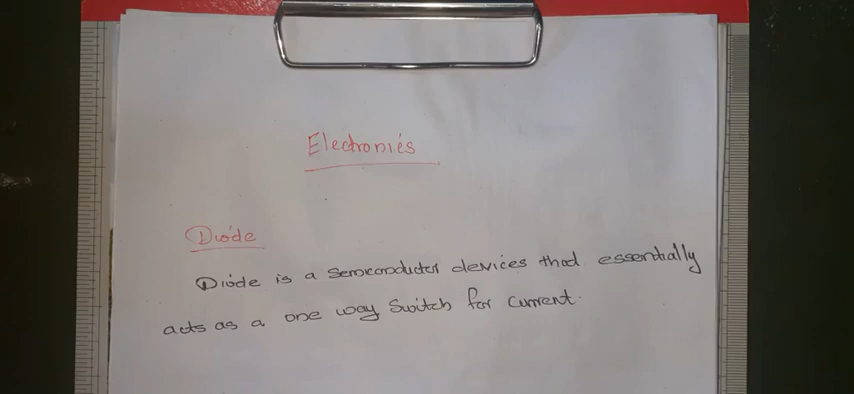 Electronics
Diode
Diode is a semiconductor devices that essentially
acts as a one way switch for current.